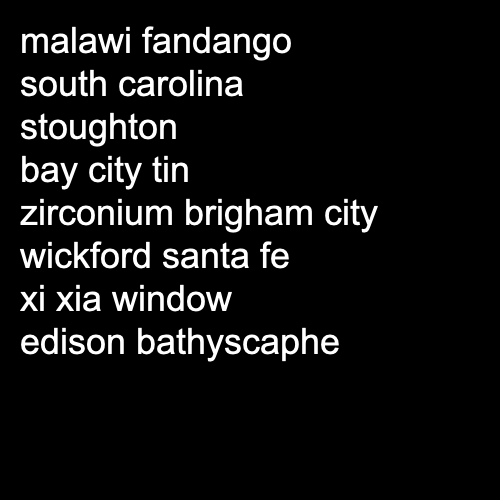 malawi fandango
south carolina
stoughton
bay city tin
zirconium brigham city
wickford santa fe
xi xia window
edison bathyscaphe